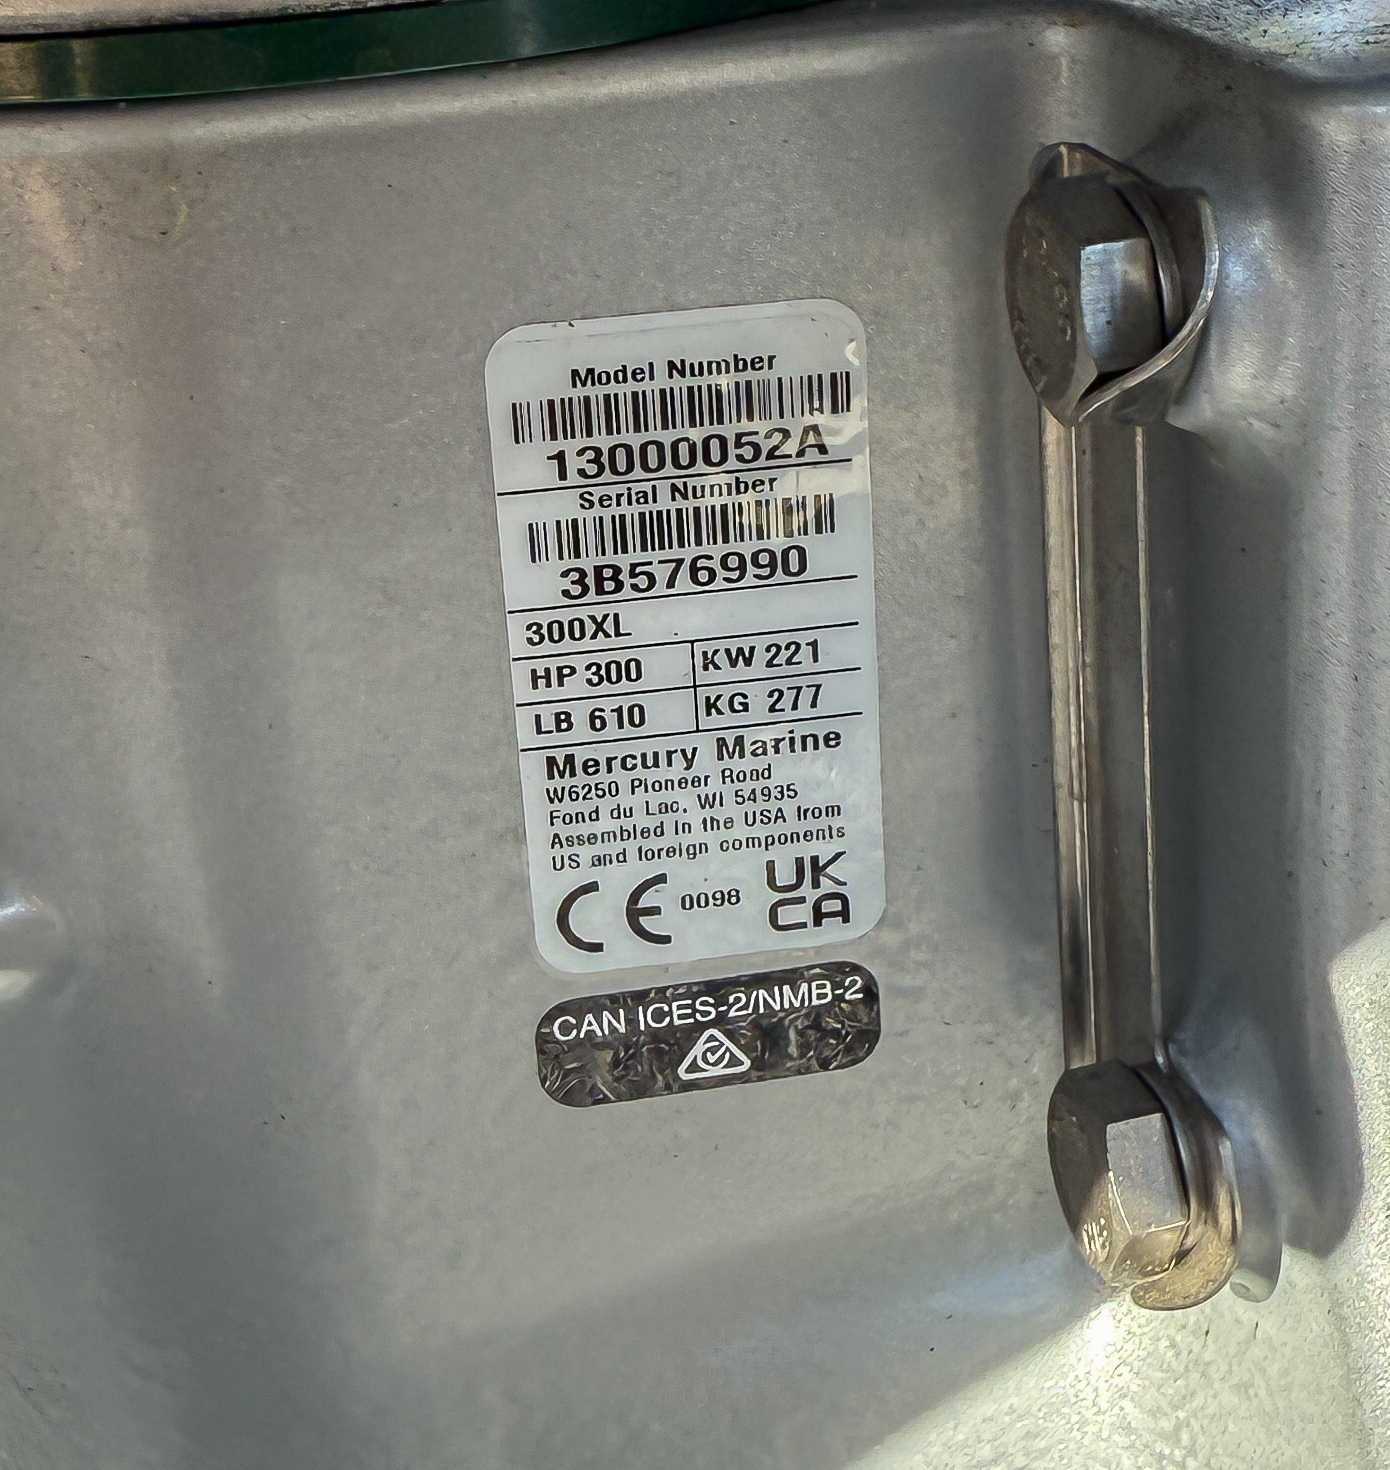 Model Number
13000052A
Serial Number
3B576990
300XL
HP 300 KW 221
LB 610 KG 277
Mercury Marine
W6250 Pioneer Road
Fond du Lac, WI 54935
Assembled in the USA from
US and foreign components
CE 0098 UK
CA
CAN ICES-2/NMB-2